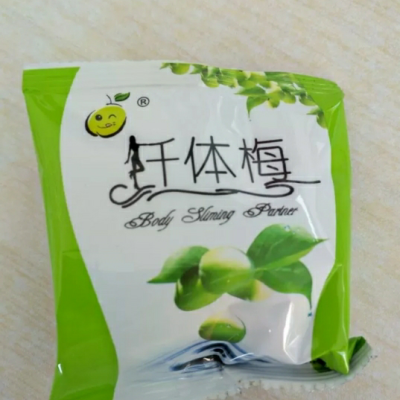 ®
纤体梅
Body Sliming Partner